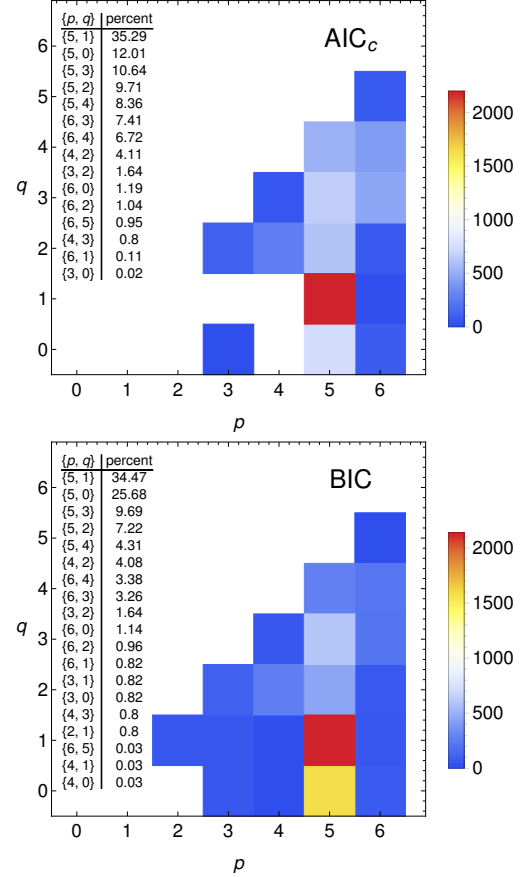 {p, q} percent
{5, 1} 35.29
{5, 0} 12.01
{5, 3} 10.64
{5, 2} 9.71
{5, 4} 8.36
{6, 3} 7.41
{6, 4} 6.72
{4, 2} 4.11
{3, 2} 1.64
{6, 0} 1.19
{6, 2} 1.04
{6, 5} 0.95
{4, 3} 0.8
{6, 1} 0.11
{3, 0} 0.02
AICc
6
5
4
3
2
1
0
q
0 1 2 3 4 5 6
p
2000
1500
1000
500
0
{p, q} percent
{5, 1} 34.47
{5, 0} 25.68
{5, 3} 9.69
{5, 2} 7.22
{5, 4} 4.31
{4, 2} 4.08
{6, 4} 3.38
{6, 3} 3.26
{3, 2} 1.64
{6, 0} 1.14
{6, 2} 0.96
{6, 1} 0.82
{3, 1} 0.82
{3, 0} 0.82
{4, 3} 0.8
{2, 1} 0.8
{6, 5} 0.03
{4, 1} 0.03
{4, 0} 0.03
BIC
6
5
4
3
2
1
0
q
0 1 2 3 4 5 6
p
2000
1500
1000
500
0